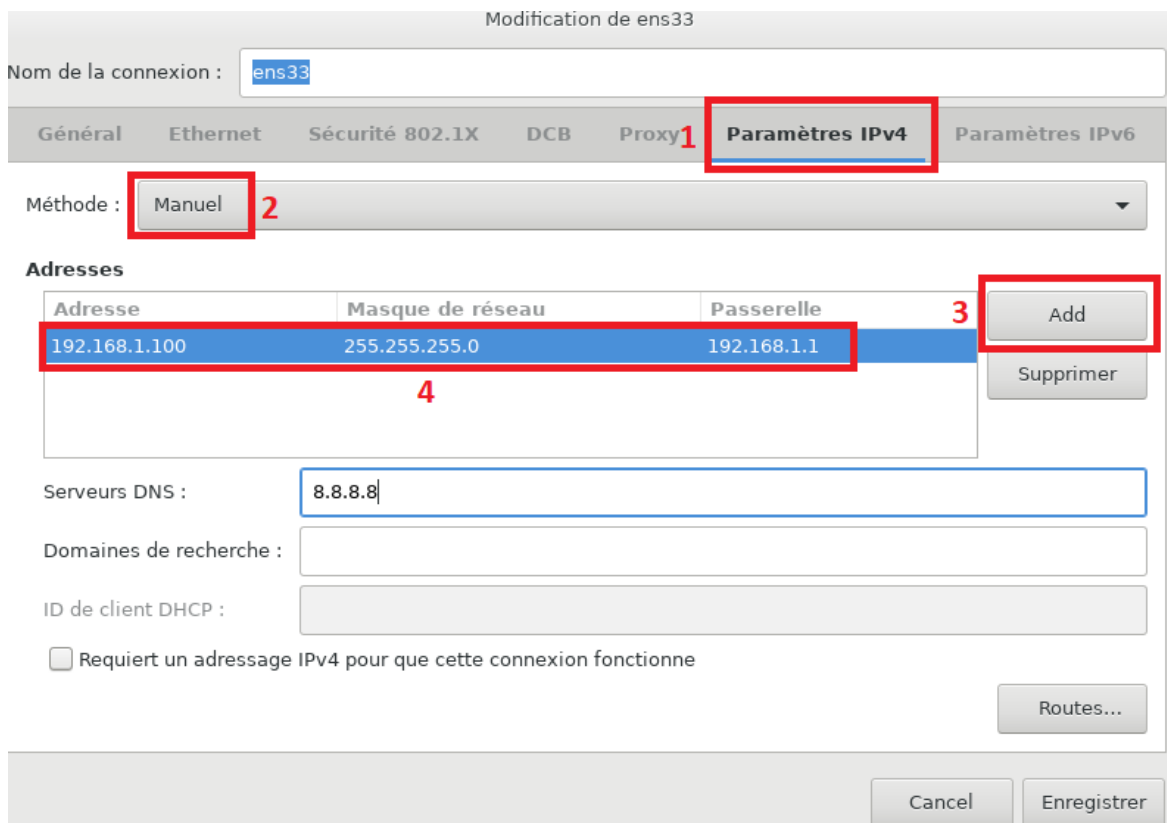 Modification de ens33
Nom de la connexion : ens33
Général Ethernet Sécurité 802.1X DCB Proxy 1 Paramètres IPv4 Paramètres IPv6
Méthode : Manuel 2
Adresses
Adresse Masque de réseau Passerelle 3 Add
192.168.1.100 255.255.255.0 192.168.1.1
Supprimer
4
Serveurs DNS : 8.8.8.8
Domaines de recherche :
ID de client DHCP :
Requiert un adressage IPv4 pour que cette connexion fonctionne
Routes...
Cancel Enregistrer